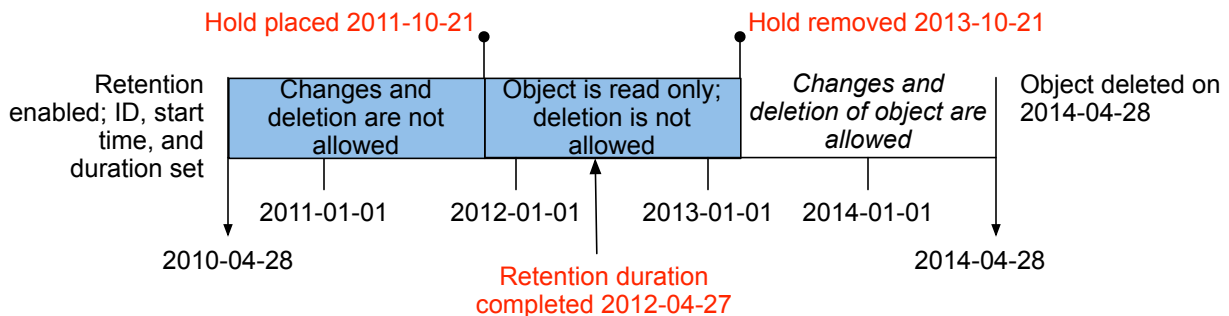 Hold placed 2011-10-21
Hold removed 2013-10-21
Retention
enabled; ID, start
time, and
duration set
Changes and
deletion are not
allowed
Object is read only;
deletion is not
allowed
Changes and
deletion of object are
allowed
Object deleted on
2014-04-28
2011-01-01
2012-01-01
2013-01-01
2014-01-01
2010-04-28
2014-04-28
Retention duration
completed 2012-04-27